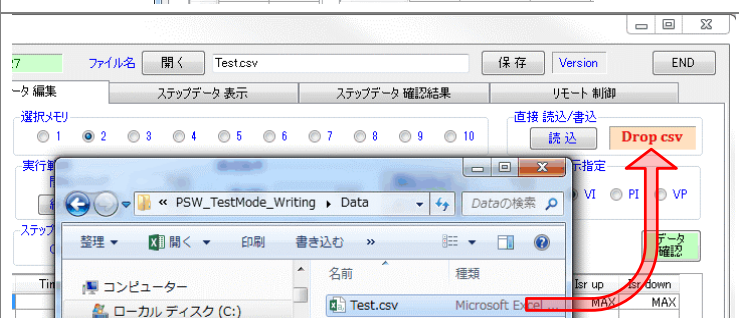 27 ファイル名 開く Test.csv 保存 Version END
ータ 編集 ステップデータ 表示 ステップデータ 確認結果 リモート 制御
選択メモリ 直接 読込/書込
1 2 3 4 5 6 7 8 9 10 読込 Drop csv
実行範 示指定
« PSW_TestMode_Writing Data Dataの検索 VI PI VP
ステップ
整理 開く 印刷 書き込む » データ
確認
名前 種類
Tim コンピューター Isr up Isr down
ローカル ディスク (C:) Test.csv Microsoft Excel ... MAX MAX